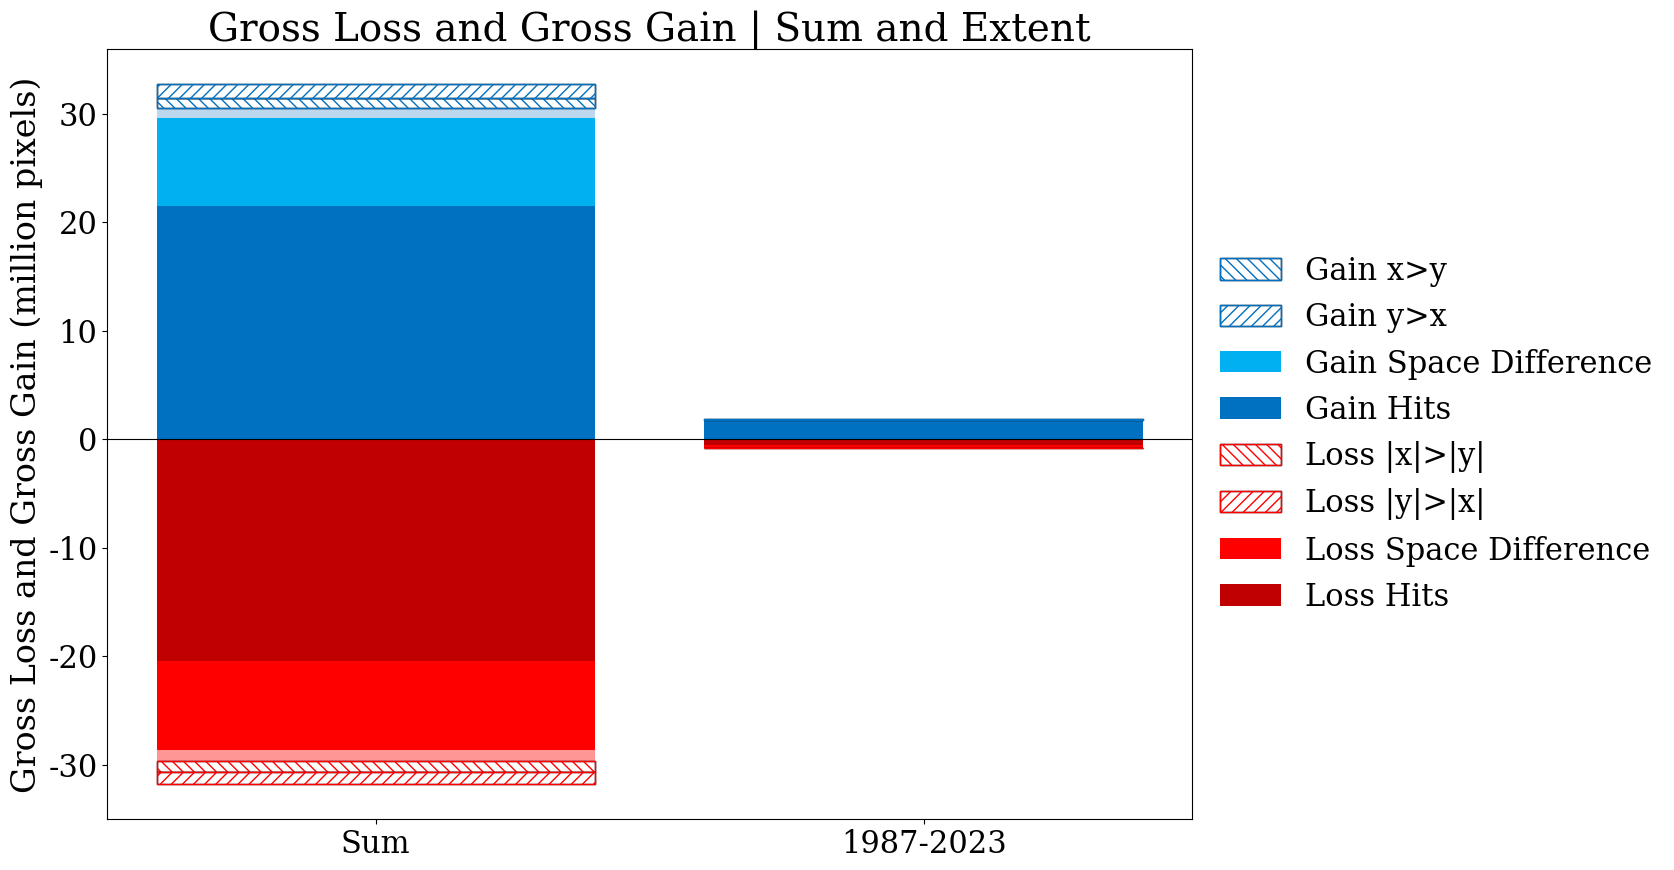 Gross Loss and Gross Gain | Sum and Extent
Gross Loss and Gross Gain (million pixels)
30
20
10
0
-10
-20
-30
Sum
1987-2023
Gain x>y
Gain y>x
Gain Space Difference
Gain Hits
Loss |x|>|y|
Loss |y|>|x|
Loss Space Difference
Loss Hits